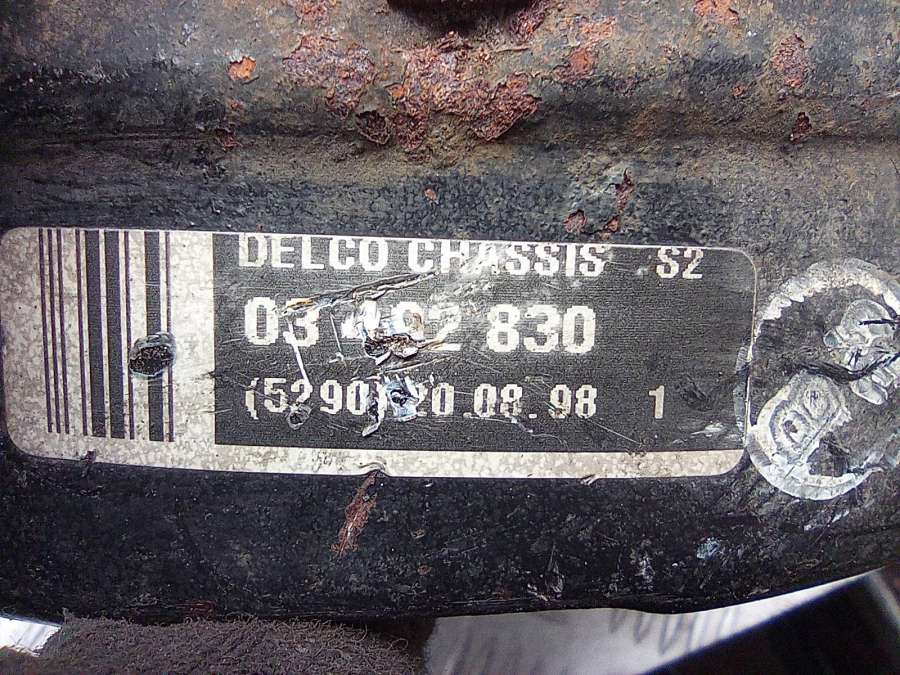 DELCO CHASSIS S2
03 830
(5290) 20.08.98 1